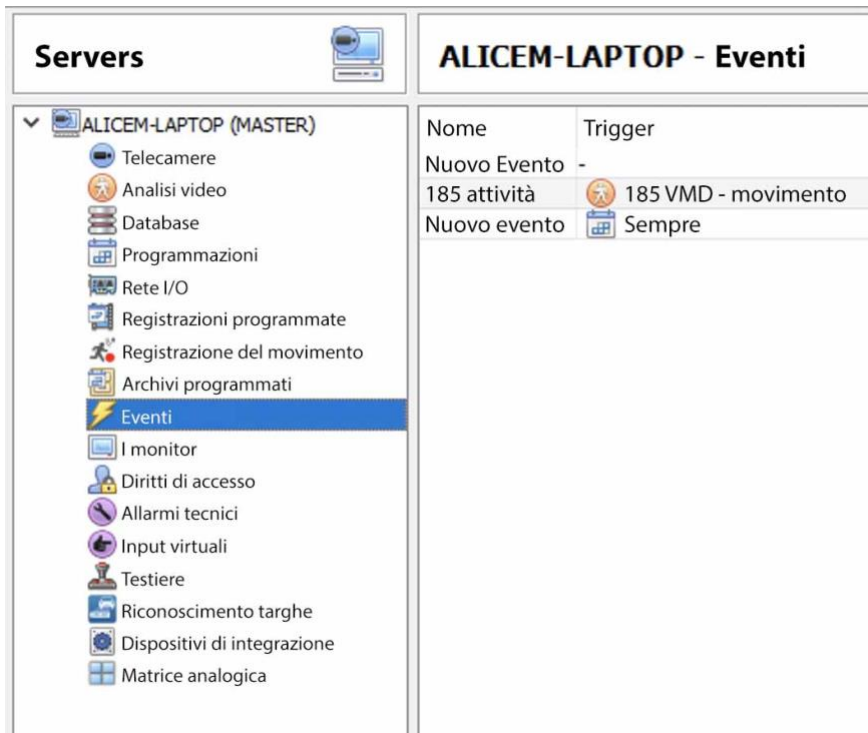 Servers
ALICEM-LAPTOP - Eventi
ALICEM-LAPTOP (MASTER)
Telecamere
Analisi video
Database
Programmazioni
Rete I/O
Registrazioni programmate
Registrazione del movimento
Archivi programmati
Eventi
I monitor
Diritti di accesso
Allarmi tecnici
Input virtuali
Testiere
Riconoscimento targhe
Dispositivi di integrazione
Matrice analogica
Nome Trigger
Nuovo Evento -
185 attività 185 VMD - movimento
Nuovo evento Sempre